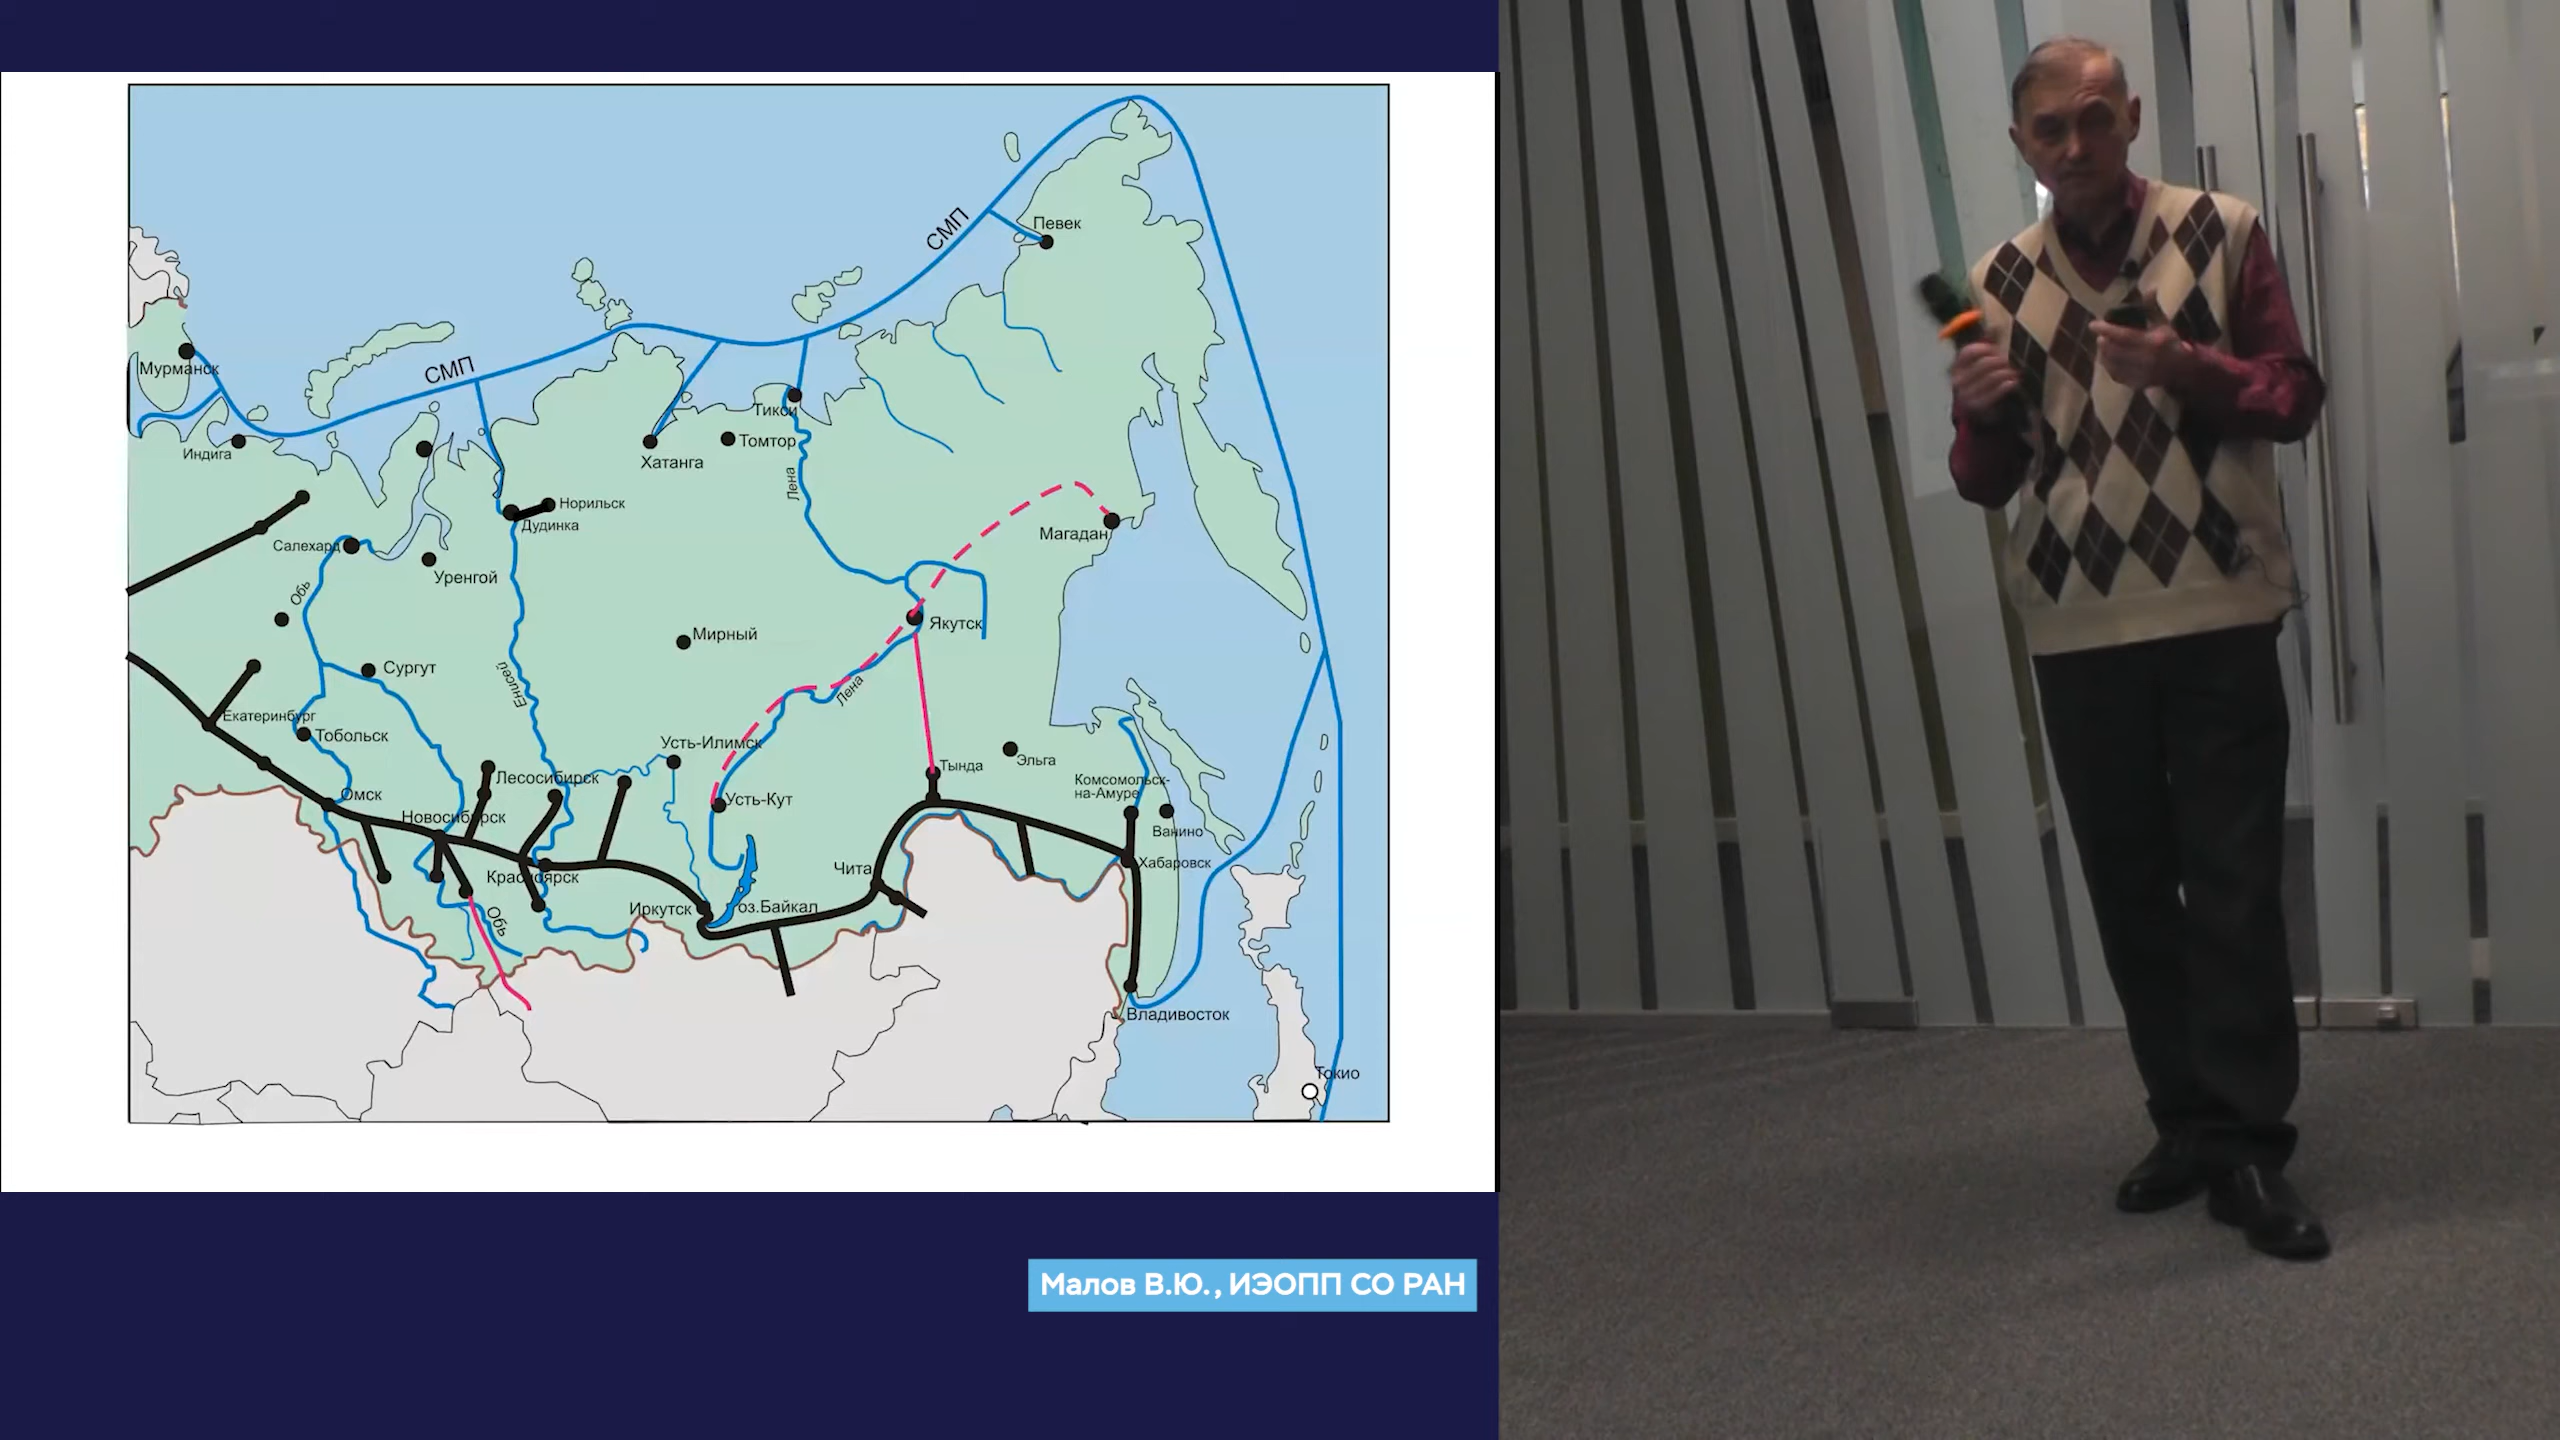 СМП
Певек
Мурманск
СМП
Тикси
Индига
Томтор
Хатанга
Лена
Норильск
Дудинка
Магадан
Салехард
Уренгой
Обь
Якутск
Мирный
Сургут
Енисей
Лена
Екатеринбург
Тобольск
Усть-Илимск
Эльга
Тында
Лесосибирск
Комсомольск-
на-Амуре
Омск
Усть-Кут
Новосибирск
Ванино
Хабаровск
Чита
Красноярск
Иркутск
оз.Байкал
Обь
Владивосток
Токио
Малов В.Ю., ИЭОПП СО РАН